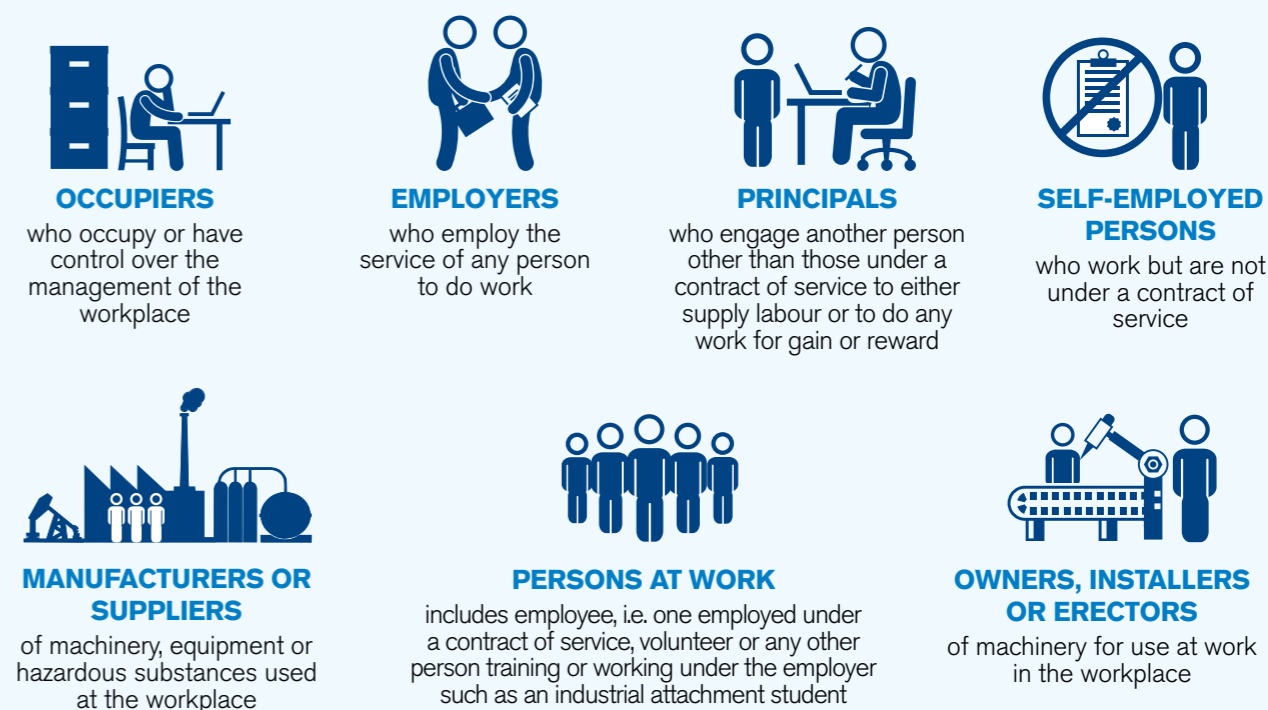 OCCUPIERS
who occupy or have
control over the
management of the
workplace
EMPLOYERS
who employ the
service of any person
to do work
PRINCIPALS
who engage another person
other than those under a
contract of service to either
supply labour or to do any
work for gain or reward
SELF-EMPLOYED
PERSONS
who work but are not
under a contract of
service
MANUFACTURERS OR
SUPPLIERS
of machinery, equipment or
hazardous substances used
at the workplace
PERSONS AT WORK
includes employee, i.e. one employed under
a contract of service, volunteer or any other
person training or working under the employer
such as an industrial attachment student
OWNERS, INSTALLERS
OR ERECTORS
of machinery for use at work
in the workplace